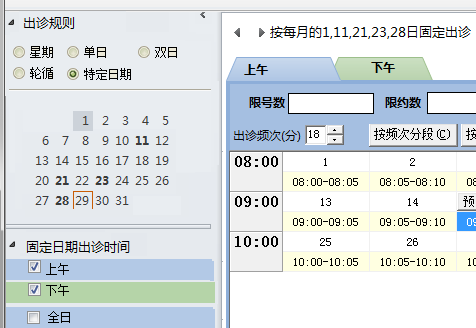 出诊规则
星期 单日 双日
轮循 特定日期
1 2 3 4 5
6 7 8 9 10 11 12
13 14 15 16 17 18 19
20 21 22 23 24 25 26
27 28 29 30 31
固定日期出诊时间
上午
下午
全日
按每月的1,11,21,23,28日固定出诊
上午 下午
限号数 限约数
出诊频次(分) 18 按频次分段(C) 按
08:00 1 2
08:00-08:05 08:05-08:10 08
09:00 13 14 预
09:00-09:05 09:05-09:10 09
10:00 25 26
10:00-10:05 10:05-10:10 10